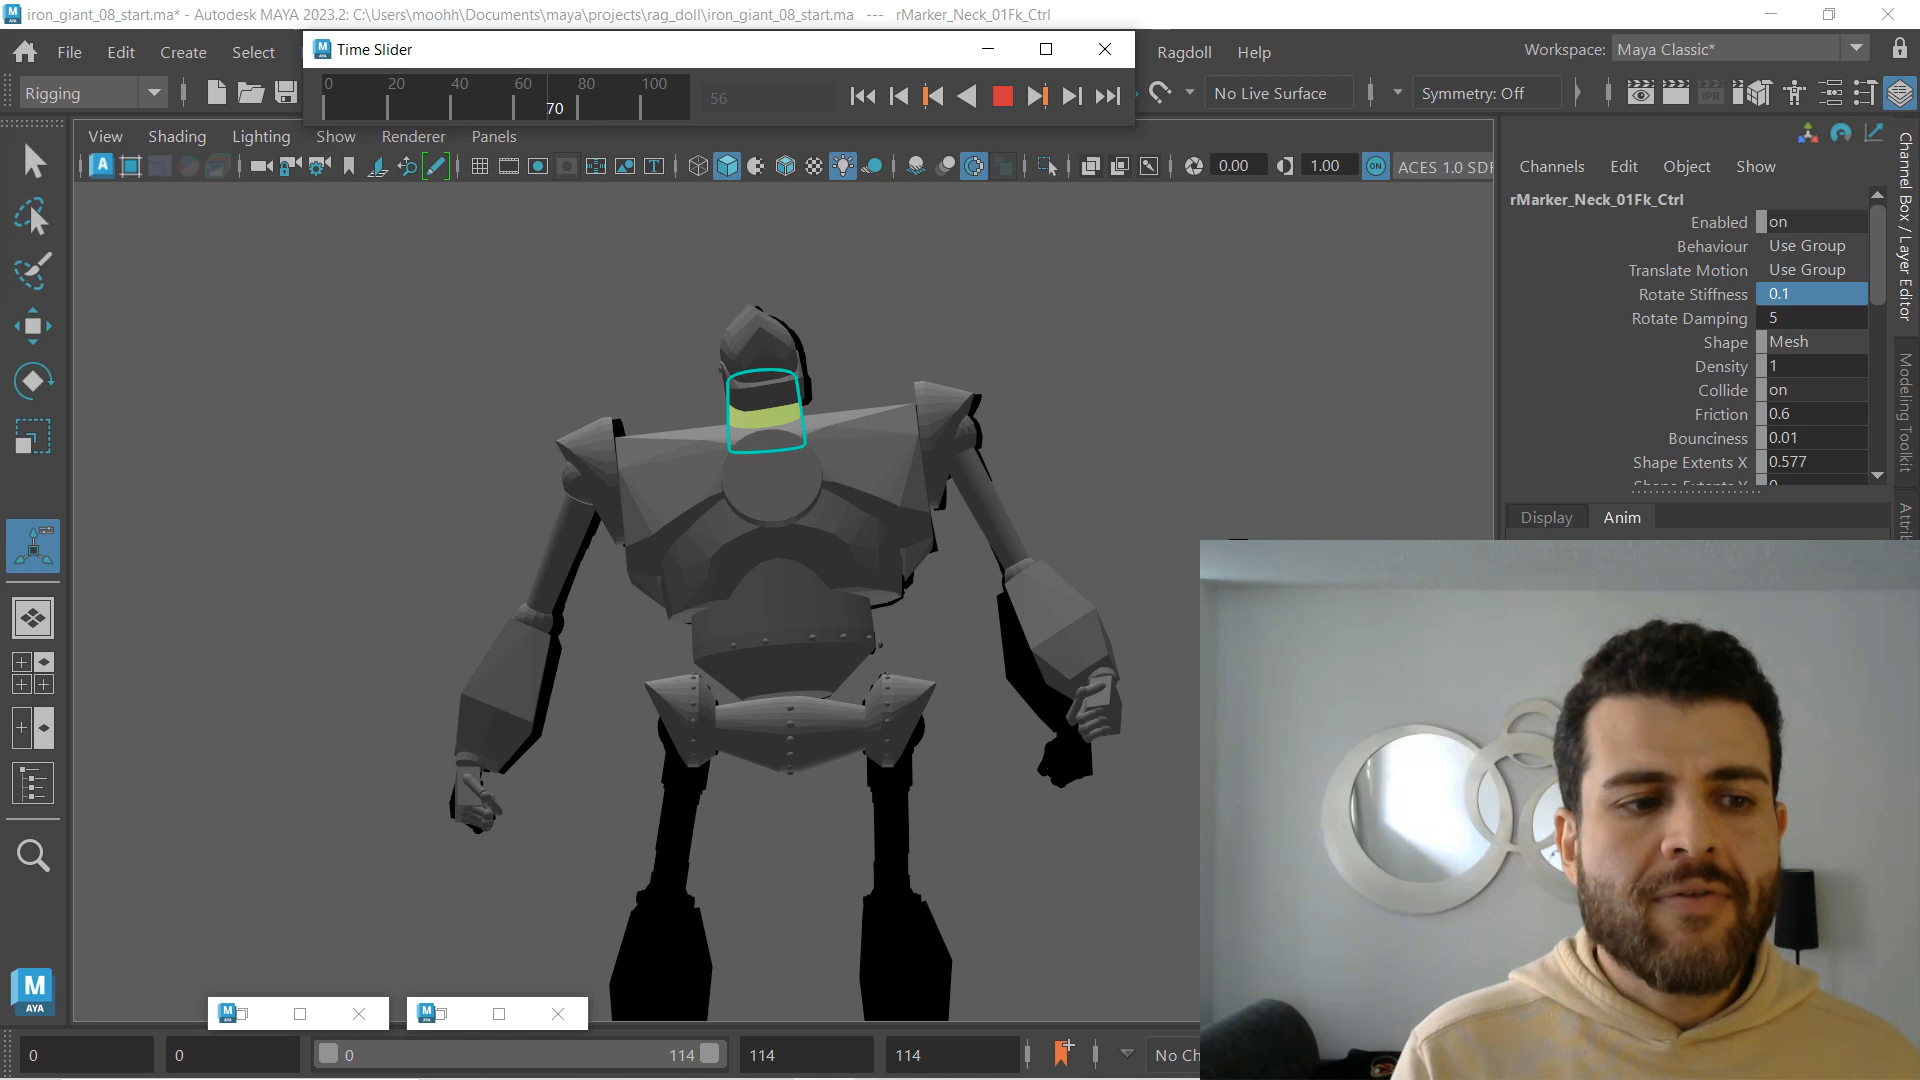 iron_giant_08_start.ma* - Autodesk MAYA 2023.2: C:\Users\moohh\Documents\maya\projects\rag_doll\iron_giant_08_start.ma --- rMarker_Neck_01Fk_Ctrl
File Edit Create Select
Time Slider
Ragdoll Help
Workspace: Maya Classic*
Rigging
0 20 40 60 80 100
70
56
No Live Surface
Symmetry: Off
IPR
View Shading Lighting Show Renderer Panels
0.00
1.00
ON
ACES 1.0 SDR
Channels Edit Object Show
rMarker_Neck_01Fk_Ctrl
Enabled on
Behaviour Use Group
Translate Motion Use Group
Rotate Stiffness 0.1
Rotate Damping 5
Shape Mesh
Density 1
Collide on
Friction 0.6
Bounciness 0.01
Shape Extents X 0.577
Display Anim
Channel Box / Layer Editor
Modeling Toolkit
Attrib
M
AYA
0
0
0
114
114
114
No Ch